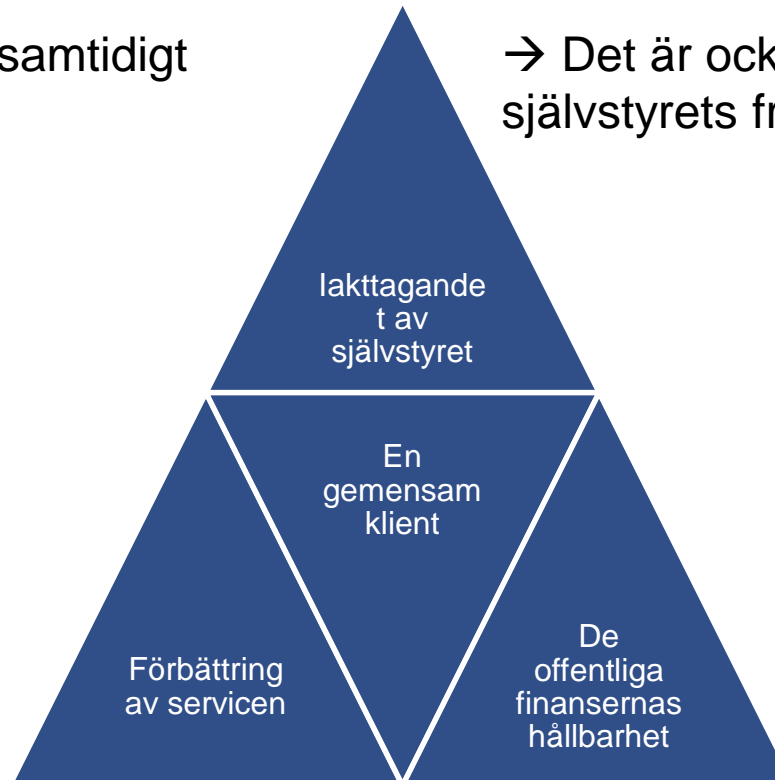 samtidigt
→ Det är ock
självstyrets fr
Iakttagande
t av
självstyret
En
gemensam
klient
Förbättring
av servicen
De
offentliga
finansernas
hållbarhet